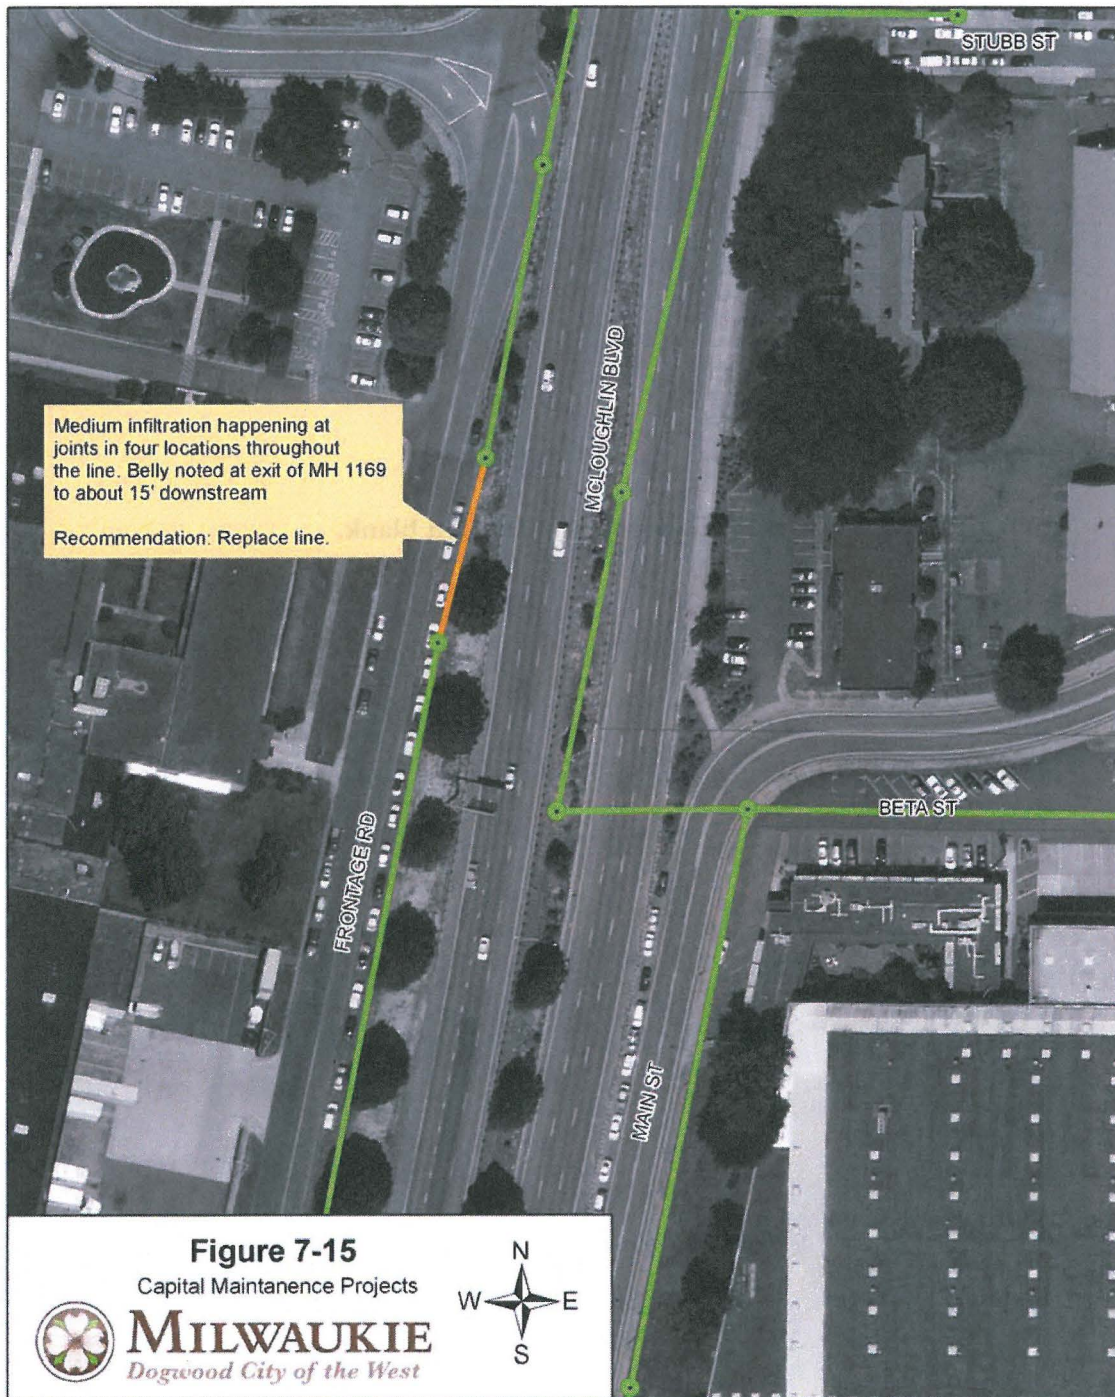 STUBB ST
MCLOUGHLIN BLVD
Medium infiltration happening at
joints in four locations throughout
the line. Belly noted at exit of MH 1169
to about 15' downstream
Recommendation: Replace line.
BETA ST
FRONTAGE RD
MAIN ST
Figure 7-15
Capital Maintanence Projects
MILWAUKIE
Dogwood City of the West
N
W
E
S